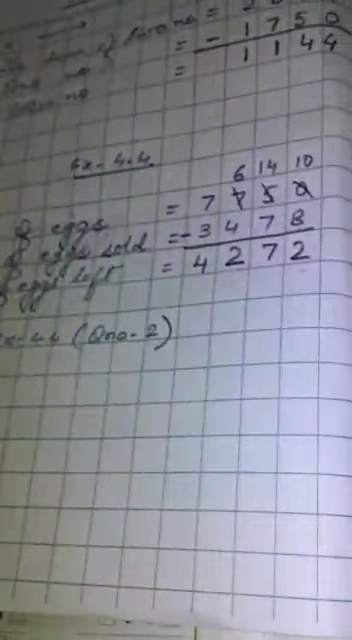 = - 1 7 5 0
= 1 1 4 4
Ex- 4.4
6 14 10
eggs = 7 7 5 0
eggs sold = - 3 4 7 8
eggs left = 4 2 7 2
Ex- 4.4 (Qno. 2)